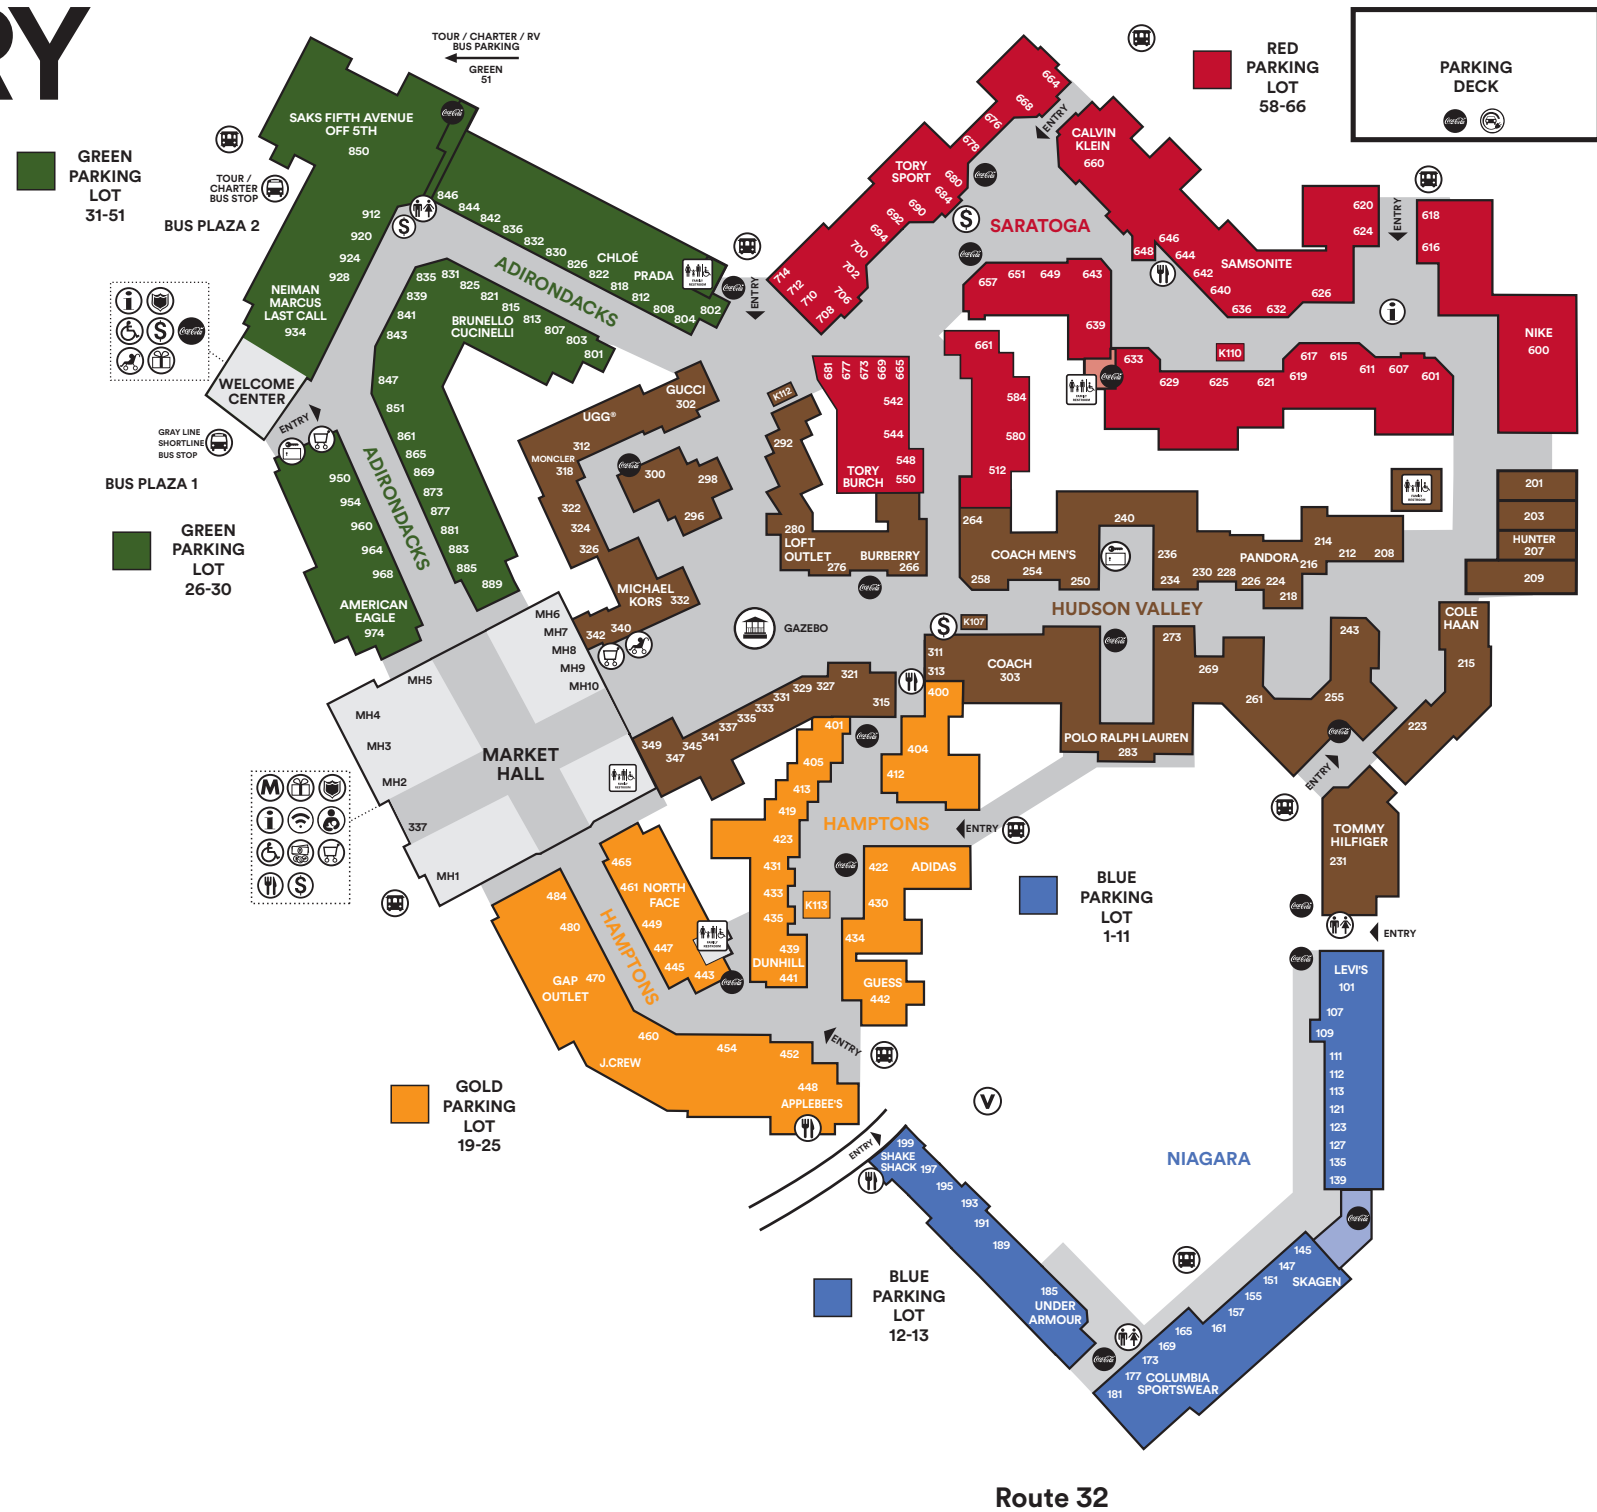 RY
TOUR / CHARTER / RV
BUS PARKING
GREEN
51
RED
PARKING
LOT
58-66
PARKING
DECK
GREEN
PARKING
LOT
31-51
TOUR /
CHARTER
BUS STOP
BUS PLAZA 2
SAKS FIFTH AVENUE
OFF 5TH
850
912
920
924
928
NEIMAN
MARCUS
LAST CALL
934
WELCOME
CENTER
ENTRY
GRAY LINE
SHORTLINE
BUS STOP
BUS PLAZA 1
GREEN
PARKING
LOT
26-30
846
844
842
836
832
830
826
CHLOÉ
822
818
PRADA
812
808
804
802
FAMILY
RESTROOM
ADIRONDACKS
ENTRY
835
831
825
821
815
813
807
803
801
839
841
843
BRUNELLO
CUCINELLI
847
851
861
865
869
873
877
881
883
885
889
ADIRONDACKS
950
954
960
964
968
AMERICAN
EAGLE
974
664
668
676
678
680
684
TORY
SPORT
690
692
694
700
702
706
708
710
712
714
ENTRY
CALVIN
KLEIN
660
SARATOGA
648
646
644
642
640
636
632
626
SAMSONITE
620
624
ENTRY
618
616
NIKE
600
657
651
649
643
639
661
584
580
512
633
629
625
621
619
617
615
611
607
601
K110
681
677
673
669
665
542
544
548
550
TORY
BURCH
GUCCI
302
UGG®
312
MONCLER
318
322
324
326
300
298
296
MICHAEL
KORS
332
340
342
K112
292
280
LOFT
OUTLET
276
BURBERRY
266
264
COACH MEN'S
258
254
250
240
236
234
230
228
226
224
218
PANDORA
216
214
212
208
FAMILY
RESTROOM
201
203
HUNTER
207
209
HUDSON VALLEY
GAZEBO
K107
311
313
COACH
303
273
269
261
255
243
COLE
HAAN
215
223
POLO RALPH LAUREN
283
ENTRY
TOMMY
HILFIGER
231
ENTRY
MH6
MH7
MH8
MH9
MH10
MH5
MH4
MH3
MH2
337
MH1
MARKET
HALL
349
347
345
341
337
335
333
331
329
327
321
315
400
404
412
401
405
413
419
423
431
433
435
439
DUNHILL
441
K113
HAMPTONS
ENTRY
422
ADIDAS
430
434
GUESS
442
465
461
NORTH
FACE
449
447
445
443
HAMPTONS
484
480
GAP
OUTLET
470
460
J.CREW
454
452
448
APPLEBEE'S
ENTRY
GOLD
PARKING
LOT
19-25
BLUE
PARKING
LOT
1-11
V
M
ENTRY
199
SHAKE
SHACK
197
195
193
191
189
185
UNDER
ARMOUR
BLUE
PARKING
LOT
12-13
NIAGARA
LEVI'S
101
107
109
111
112
113
121
123
127
135
139
145
147
151
SKAGEN
155
157
161
165
169
173
177
COLUMBIA
SPORTSWEAR
181
Route 32